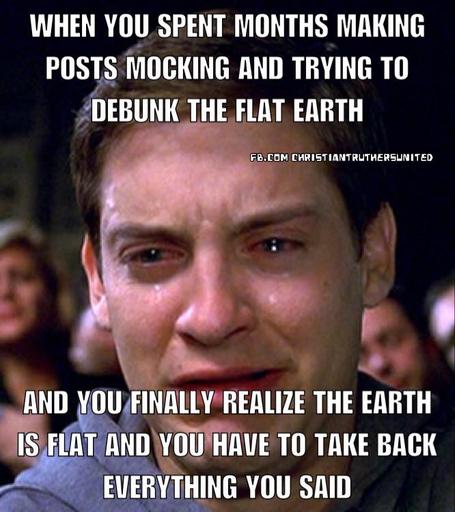 WHEN YOU SPENT MONTHS MAKING
POSTS MOCKING AND TRYING TO
DEBUNK THE FLAT EARTH
FB.COM CHRISTIANTRUTHERSUNITED
AND YOU FINALLY REALIZE THE EARTH
IS FLAT AND YOU HAVE TO TAKE BACK
EVERYTHING YOU SAID